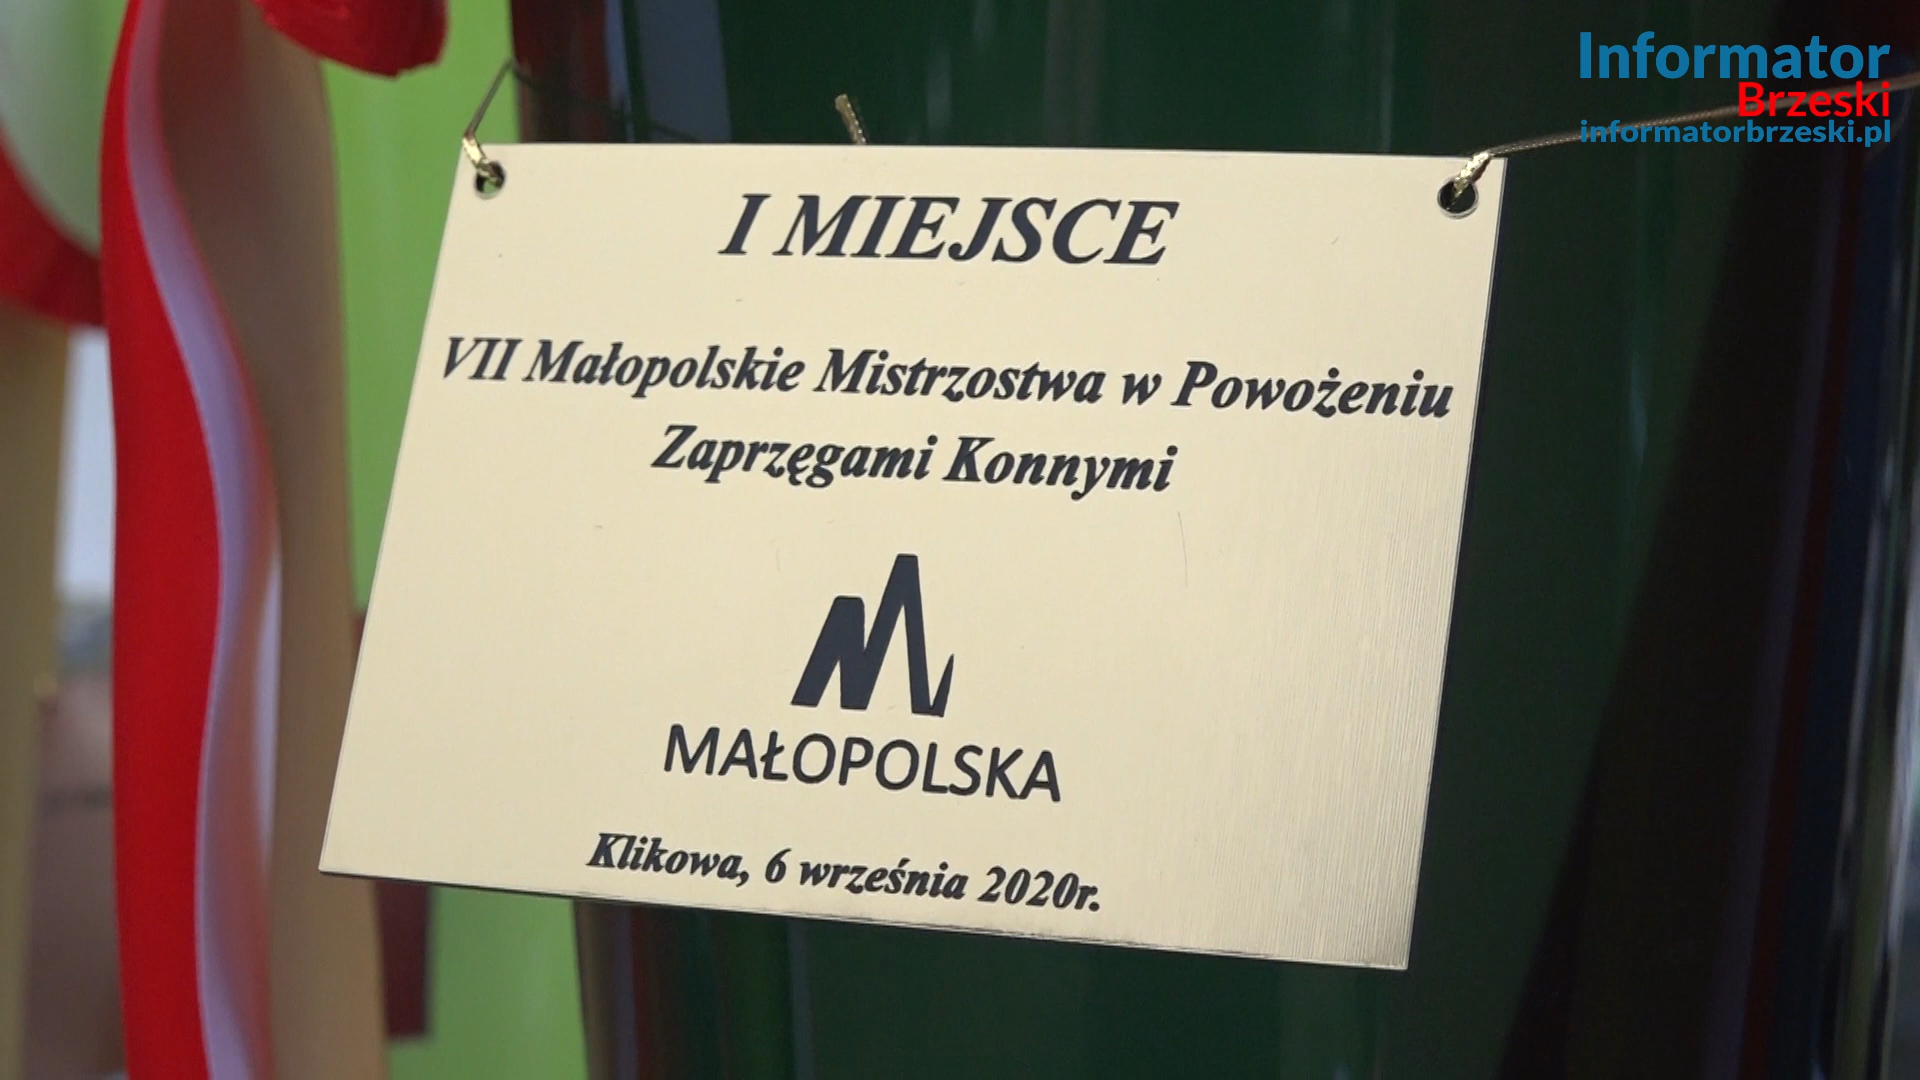 Informator
Brzeski
informatorbrzeski.pl
I MIEJSCE
VII Małopolskie Mistrzostwa w Powożeniu
Zaprzęgami Konnymi
MAŁOPOLSKA
Klikowa, 6 września 2020r.